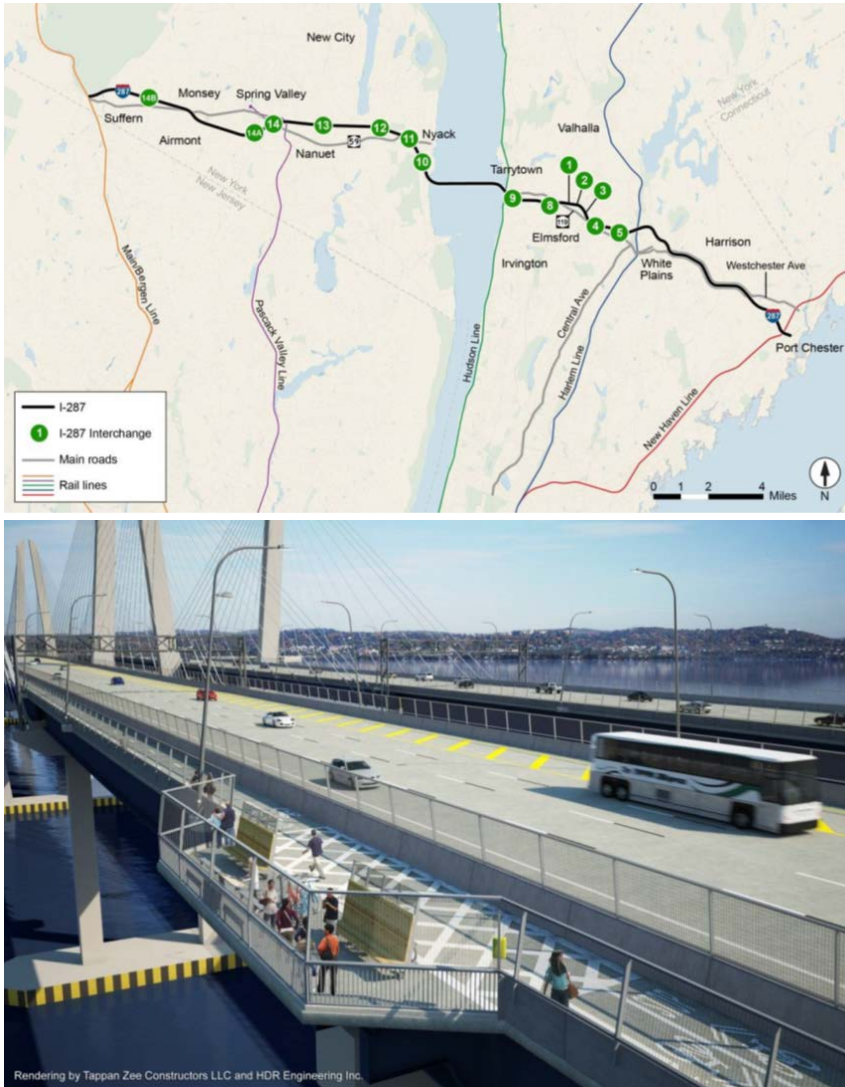 New City
New York
Connecticut
287
14B
Monsey
Spring Valley
Suffern
14A
14
13
12
11
Nyack
Valhalla
Airmont
Nanuet
59
10
Tarrytown
1
2
3
New York
New Jersey
9
8
119
Elmsford
4
5
Harrison
Irvington
White
Plains
Westchester Ave
Main/Bergen Line
Pascack Valley Line
Hudson Line
Central Ave
Harlem Line
287
Port Chester
New Haven Line
I-287
1
I-287 Interchange
Main roads
Rail lines
0 1 2 4
Miles
N
Rendering by Tappan Zee Constructors LLC and HDR Engineering Inc.